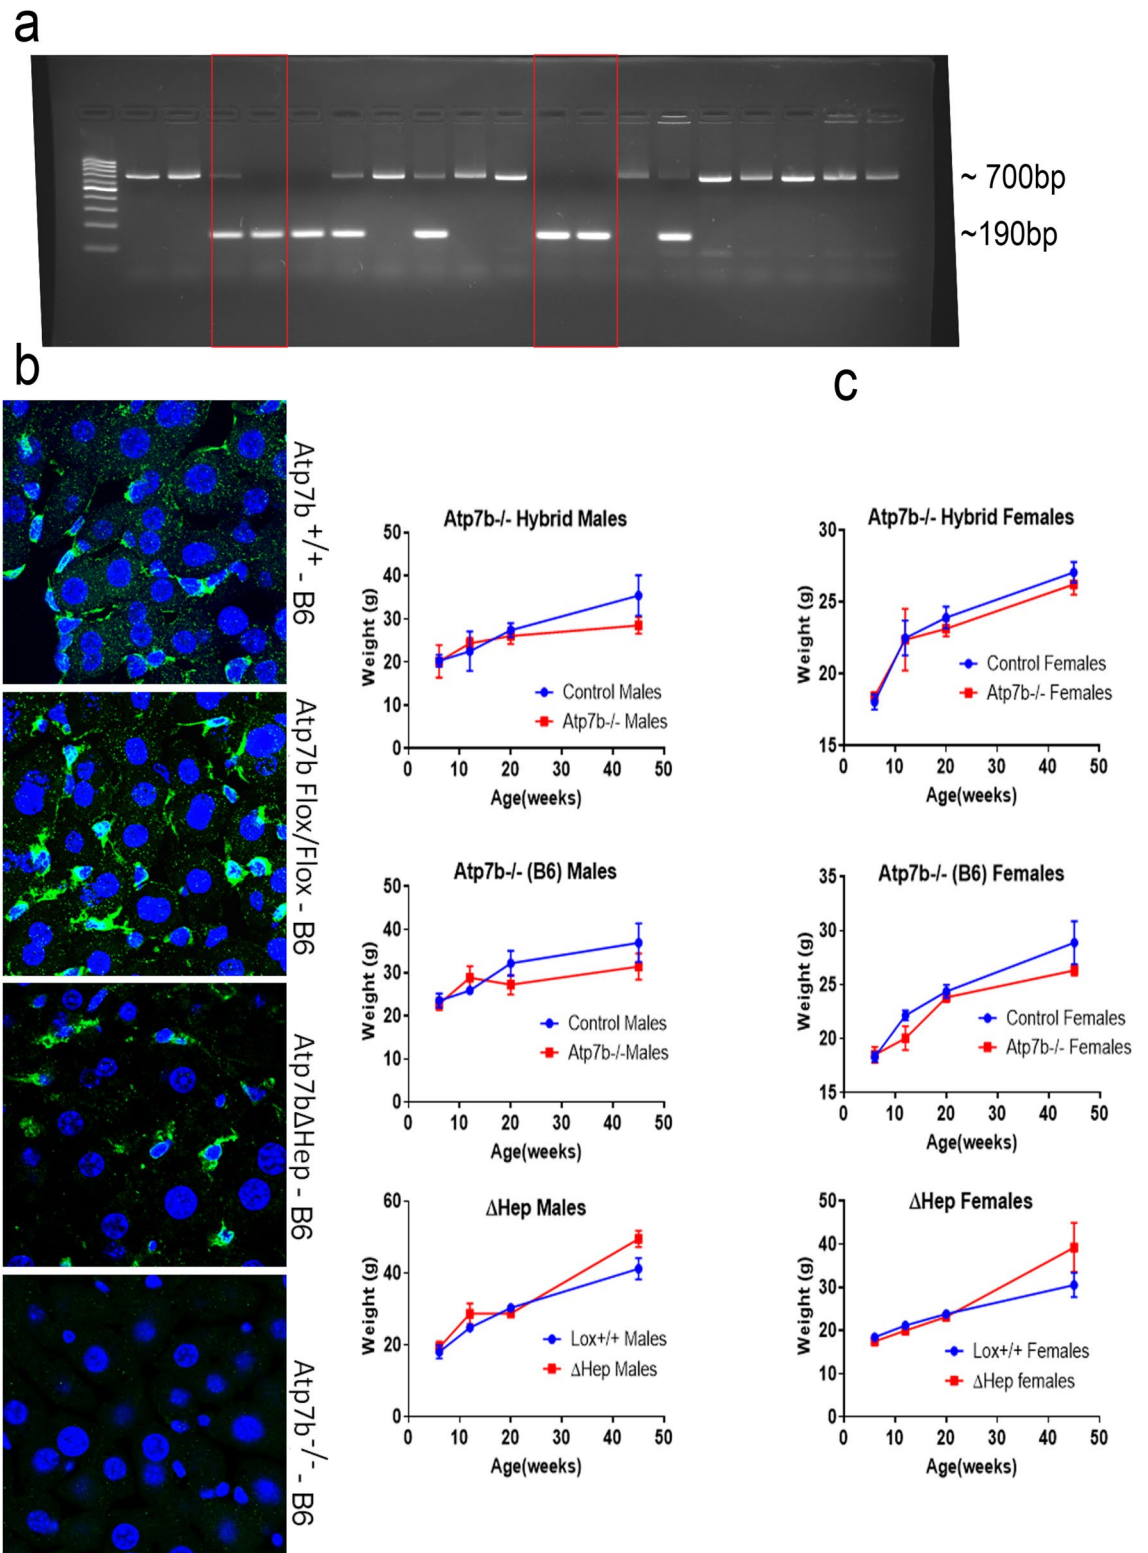 a
~ 700bp
~190bp
b
c
Atp7b +/+ - B6
Atp7b Flox/Flox - B6
Atp7bΔHep - B6
Atp7b-/- - B6
Atp7b-/- Hybrid Males
50
40
30
20
10
0
Weight (g)
Control Males
Atp7b-/- Males
0 10 20 30 40 50
Age(weeks)
Atp7b-/- Hybrid Females
30
25
20
15
Weight (g)
Control Females
Atp7b-/- Females
0 10 20 30 40 50
Age(weeks)
Atp7b-/- (B6) Males
50
40
30
20
10
0
Weight (g)
Control Males
Atp7b-/-Males
0 10 20 30 40 50
Age(weeks)
Atp7b-/- (B6) Females
35
30
25
20
15
Weight (g)
Control Females
Atp7b-/- Females
0 10 20 30 40 50
Age(weeks)
ΔHep Males
60
40
20
0
Weight (g)
Lox+/+ Males
ΔHep Males
0 10 20 30 40 50
Age(weeks)
ΔHep Females
50
40
30
20
10
0
Weight (g)
Lox+/+ Females
ΔHep females
0 10 20 30 40 50
Age(weeks)